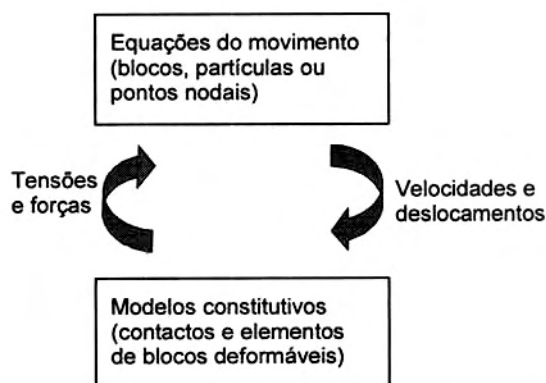 Equações do movimento
(blocos, partículas ou
pontos nodais)
Tensões
e forças
Velocidades e
deslocamentos
Modelos constitutivos
(contactos e elementos
de blocos deformáveis)